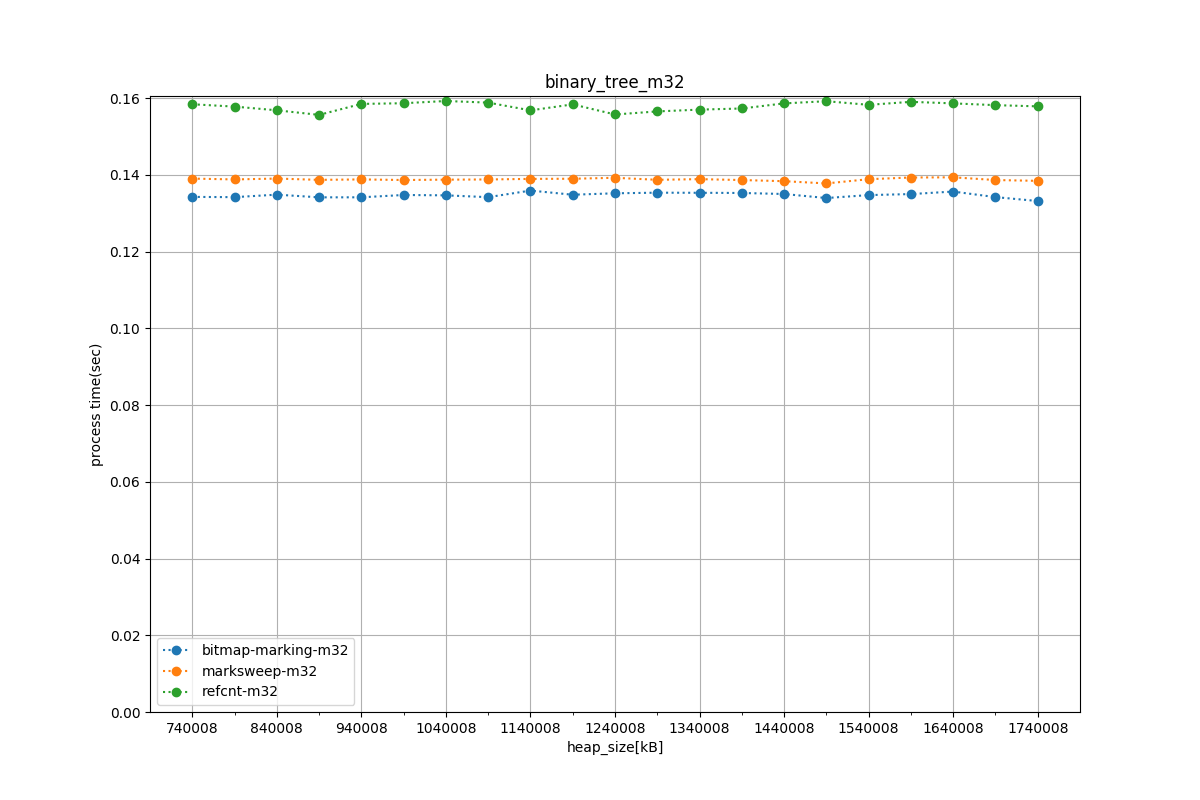 binary_tree_m32
0.16
0.14
0.12
0.10
0.08
0.06
0.04
0.02
0.00
process time(sec)
bitmap-marking-m32
marksweep-m32
refcnt-m32
740008 840008 940008 1040008 1140008 1240008 1340008 1440008 1540008 1640008 1740008
heap_size[kB]